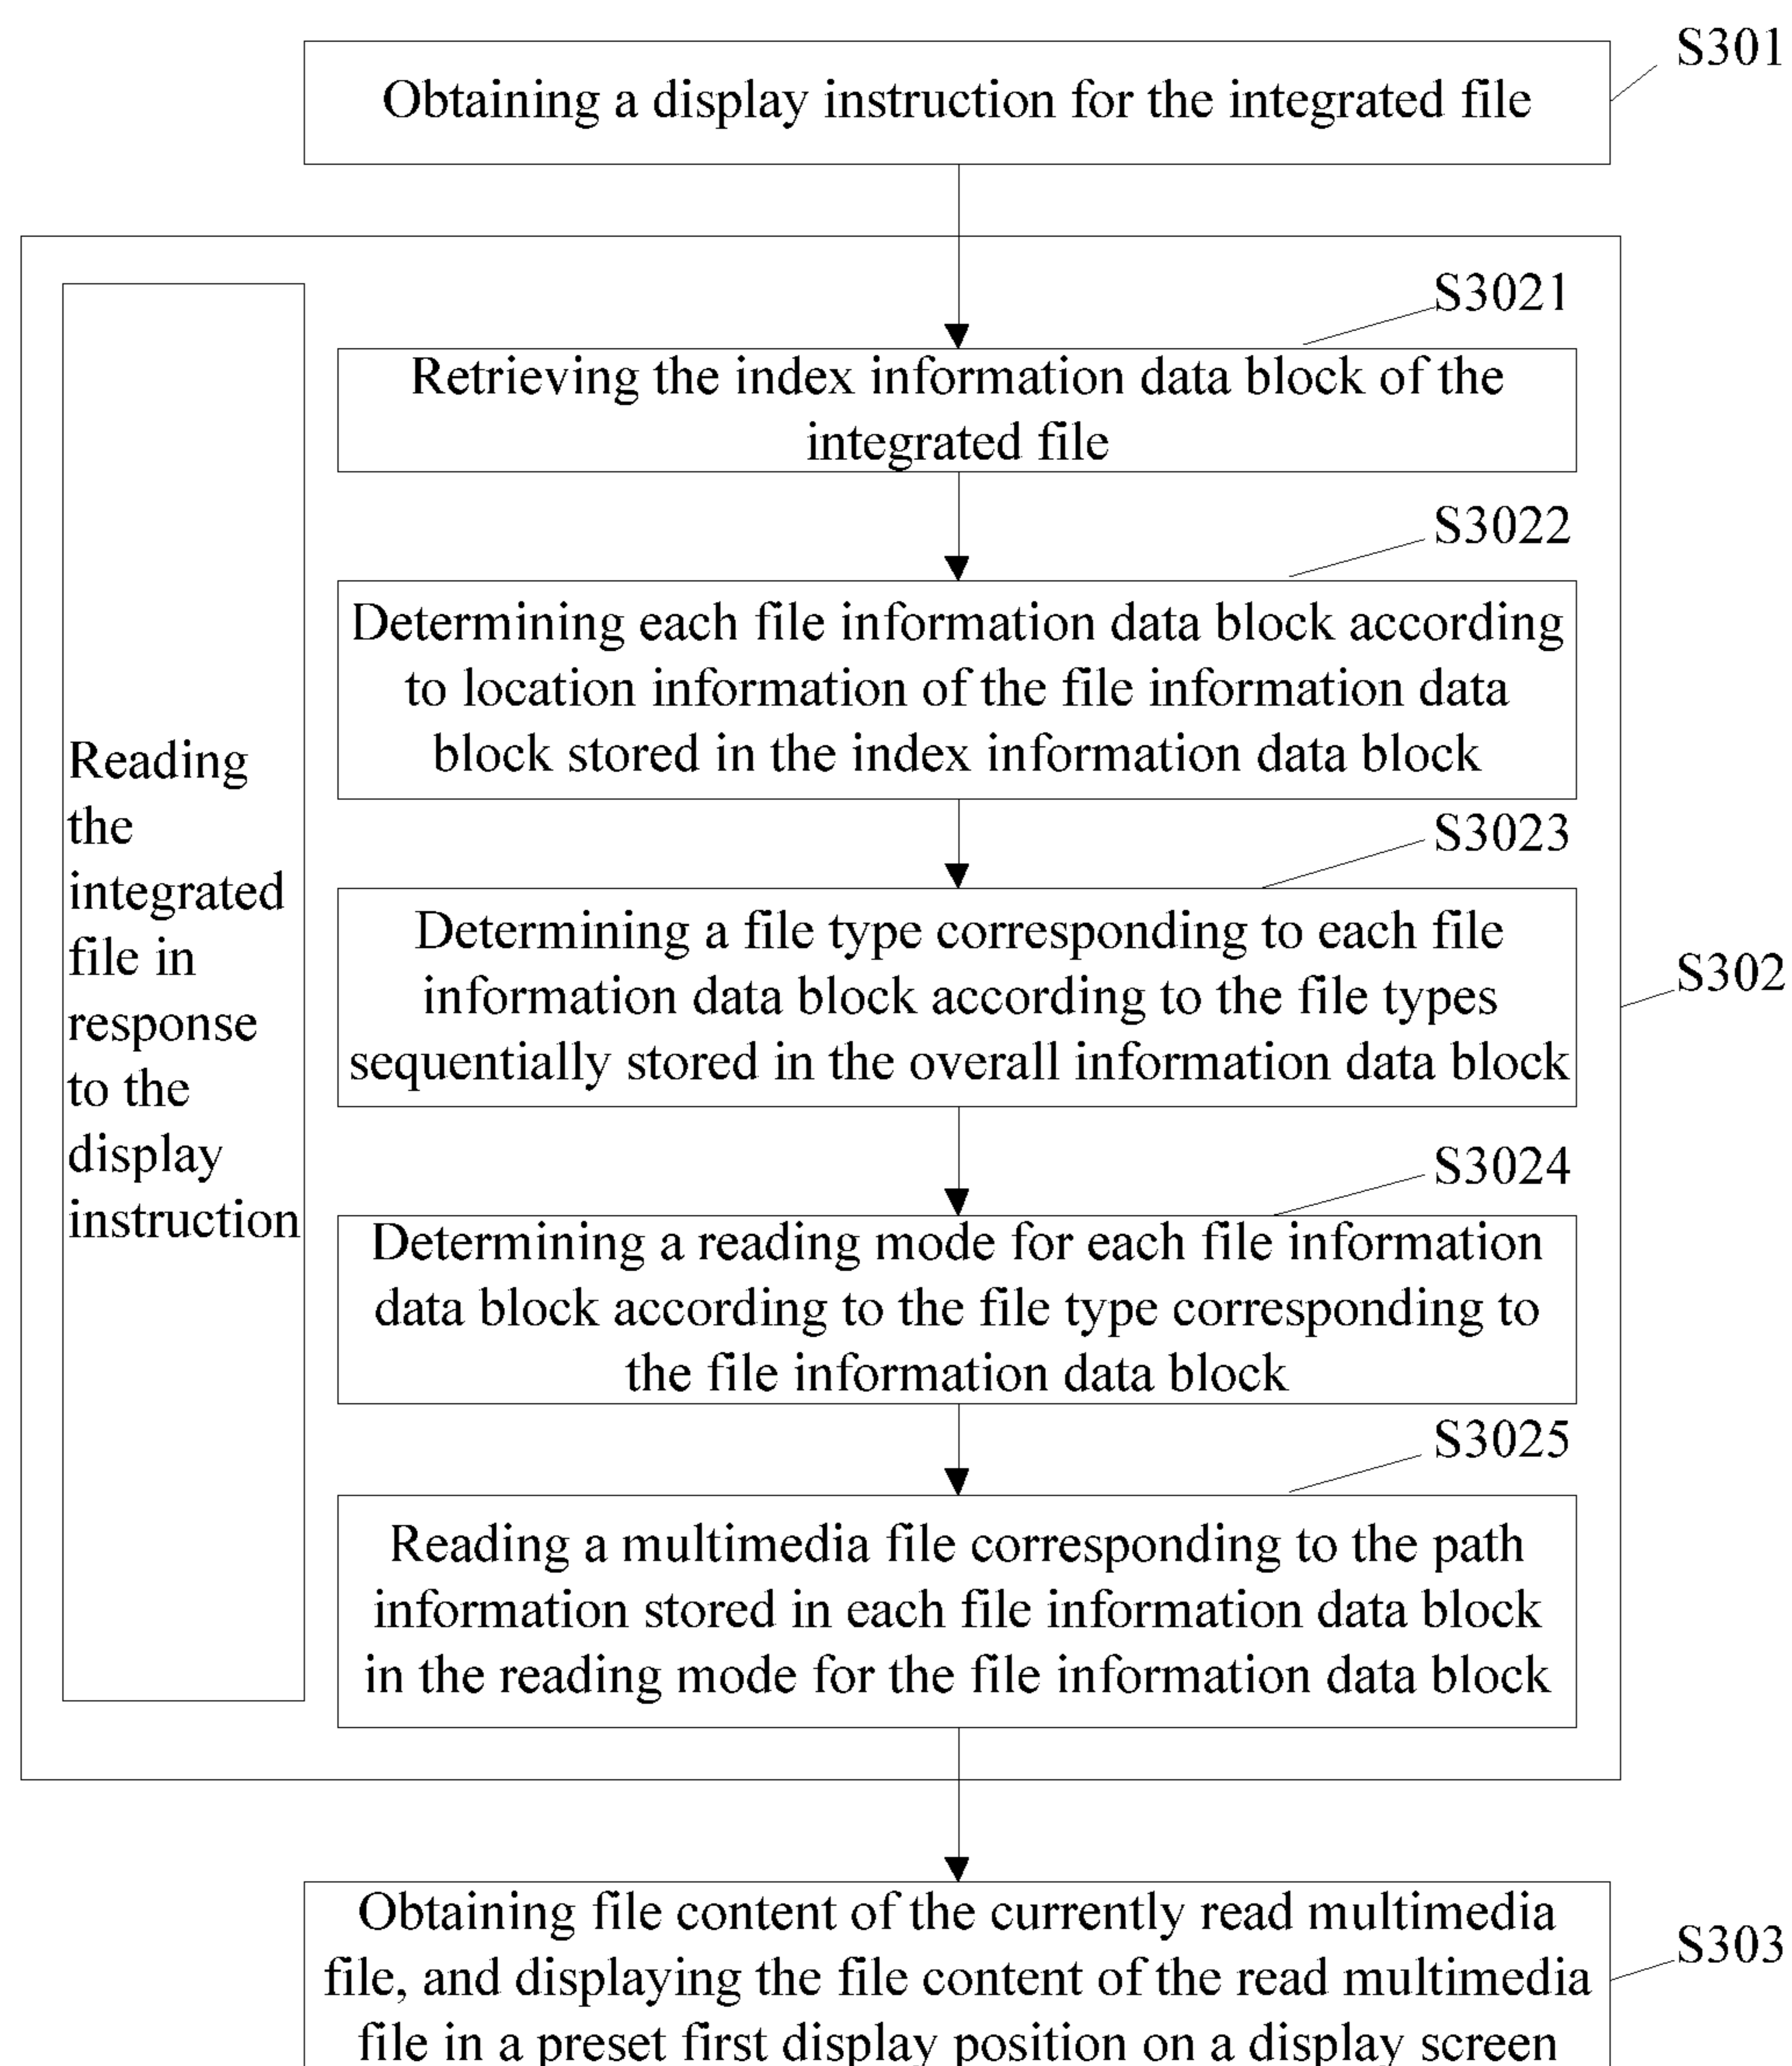 S301
Obtaining a display instruction for the integrated file
S3021
Retrieving the index information data block of the
integrated file
S3022
Determining each file information data block according
to location information of the file information data
block stored in the index information data block
S3023
Determining a file type corresponding to each file
information data block according to the file types
sequentially stored in the overall information data block
S3024
Determining a reading mode for each file information
data block according to the file type corresponding to
the file information data block
S3025
Reading a multimedia file corresponding to the path
information stored in each file information data block
in the reading mode for the file information data block
Reading
the
integrated
file in
response
to the
display
instruction
S302
Obtaining file content of the currently read multimedia
file, and displaying the file content of the read multimedia
file in a preset first display position on a display screen
S303